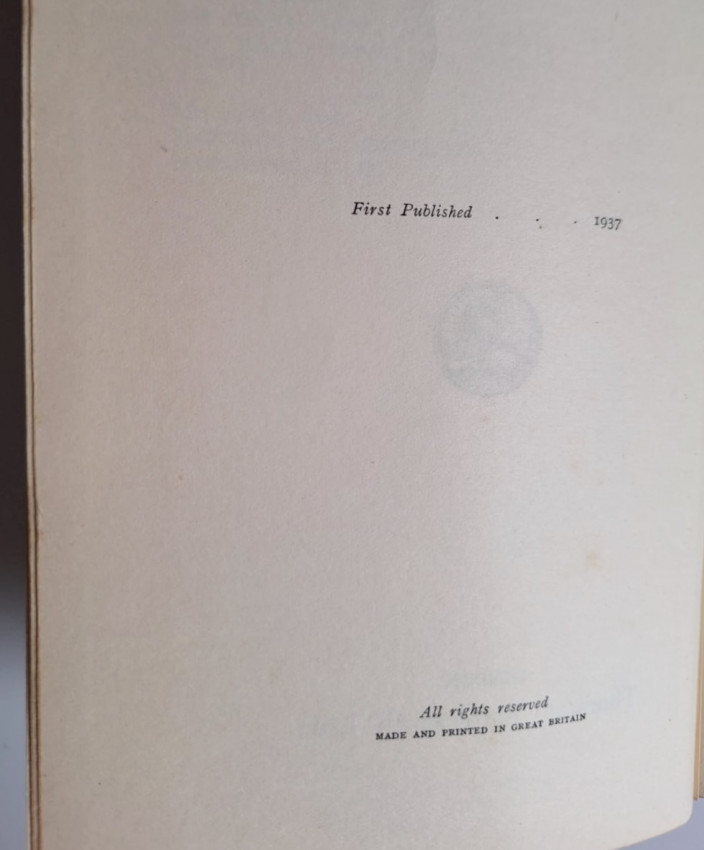 First Published . . . 1937
All rights reserved
MADE AND PRINTED IN GREAT BRITAIN